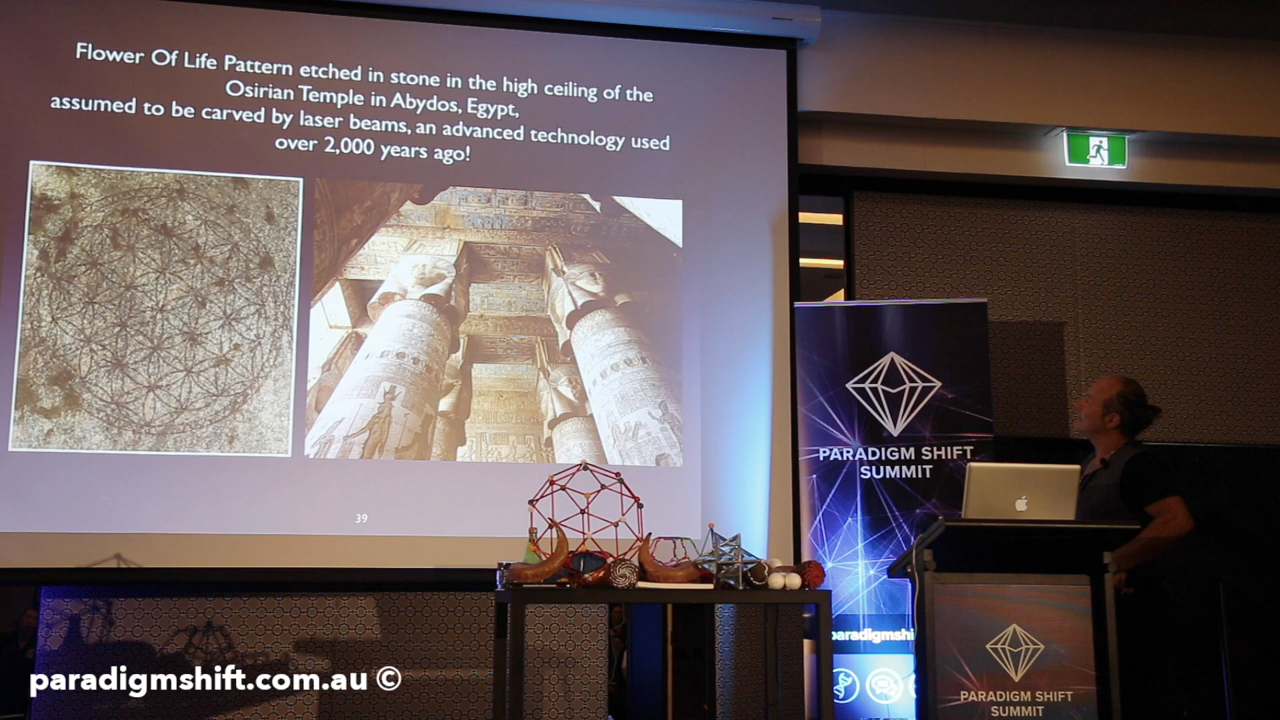 Flower Of Life Pattern etched in stone in the high ceiling of the
Osirian Temple in Abydos, Egypt,
assumed to be carved by laser beams, an advanced technology used
over 2,000 years ago!
39
PARADIGM SHIFT
SUMMIT
paradigmshi
PARADIGM SHIFT
SUMMIT
paradigmshift.com.au ©